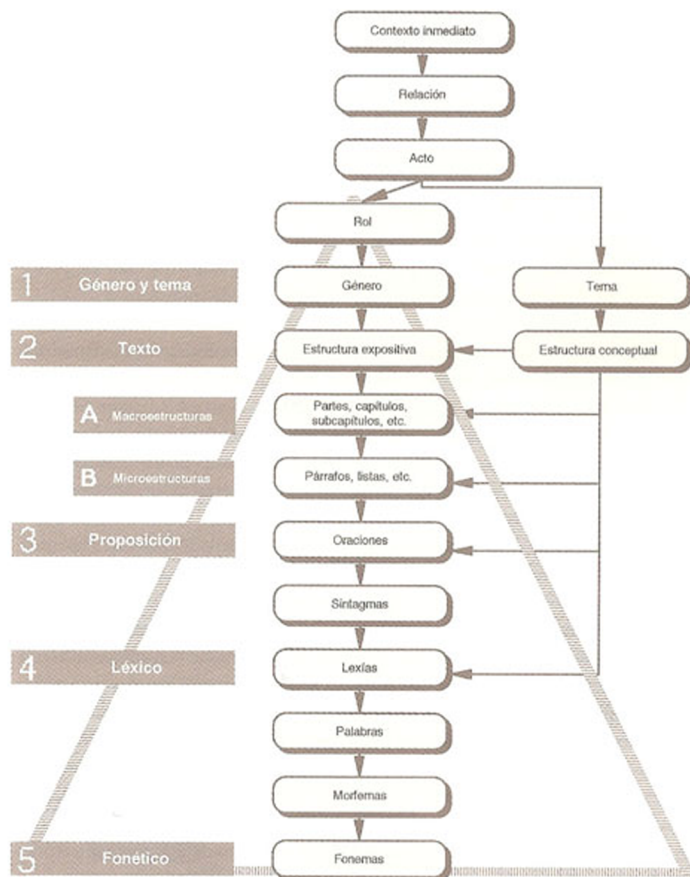 Contexto inmediato
Relación
Acto
Rol
1 Género y tema
Género
Tema
2 Texto
Estructura expositiva
Estructura conceptual
A Macroestructuras
Partes, capítulos,
subcapítulos, etc.
B Microestructuras
Párrafos, listas, etc.
3 Proposición
Oraciones
Sintagmas
4 Léxico
Lexías
Palabras
Morfemas
5 Fonético
Fonemas